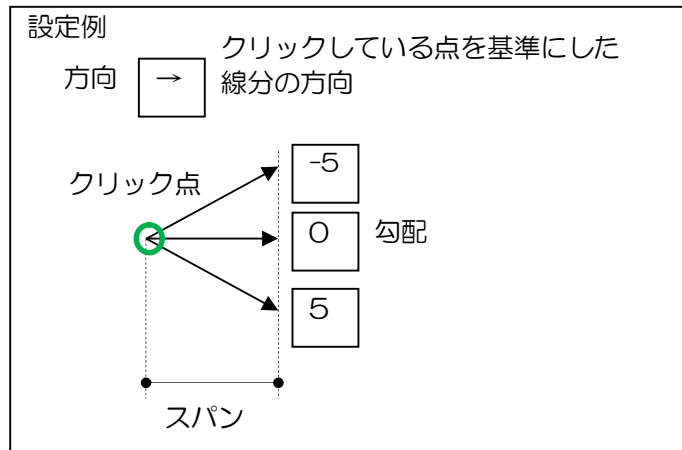 設定例
方向 → クリックしている点を基準にした
線分の方向
クリック点
-5
0 勾配
5
スパン